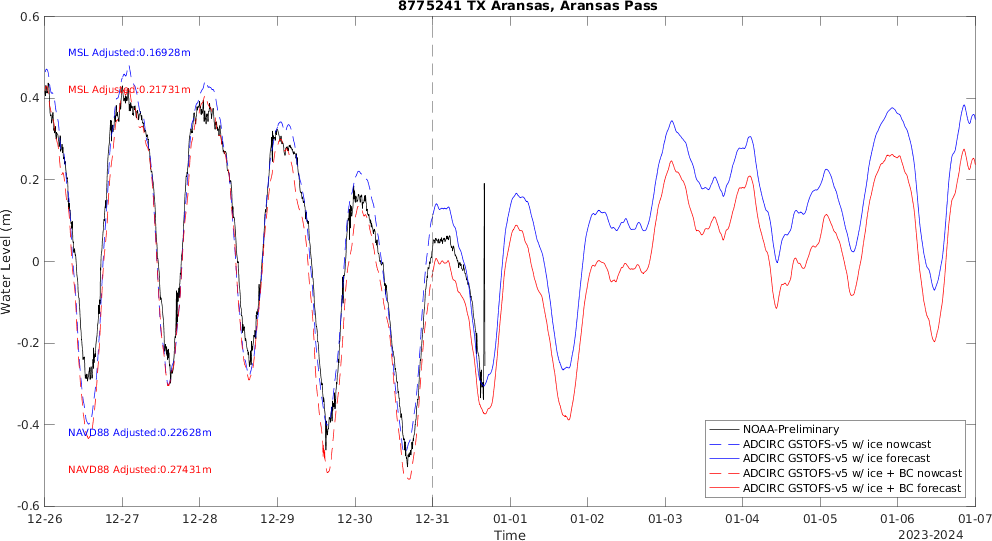 8775241 TX Aransas, Aransas Pass
0.6
0.4
0.2
0
-0.2
-0.4
-0.6
Water Level (m)
MSL Adjusted:0.16928m
MSL Adjusted:0.21731m
NAVD88 Adjusted:0.22628m
NAVD88 Adjusted:0.27431m
NOAA-Preliminary
ADCIRC GSTOFS-v5 w/ ice nowcast
ADCIRC GSTOFS-v5 w/ ice forecast
ADCIRC GSTOFS-v5 w/ ice + BC nowcast
ADCIRC GSTOFS-v5 w/ ice + BC forecast
12-26 12-27 12-28 12-29 12-30 12-31 01-01 01-02 01-03 01-04 01-05 01-06 01-07
Time
2023-2024